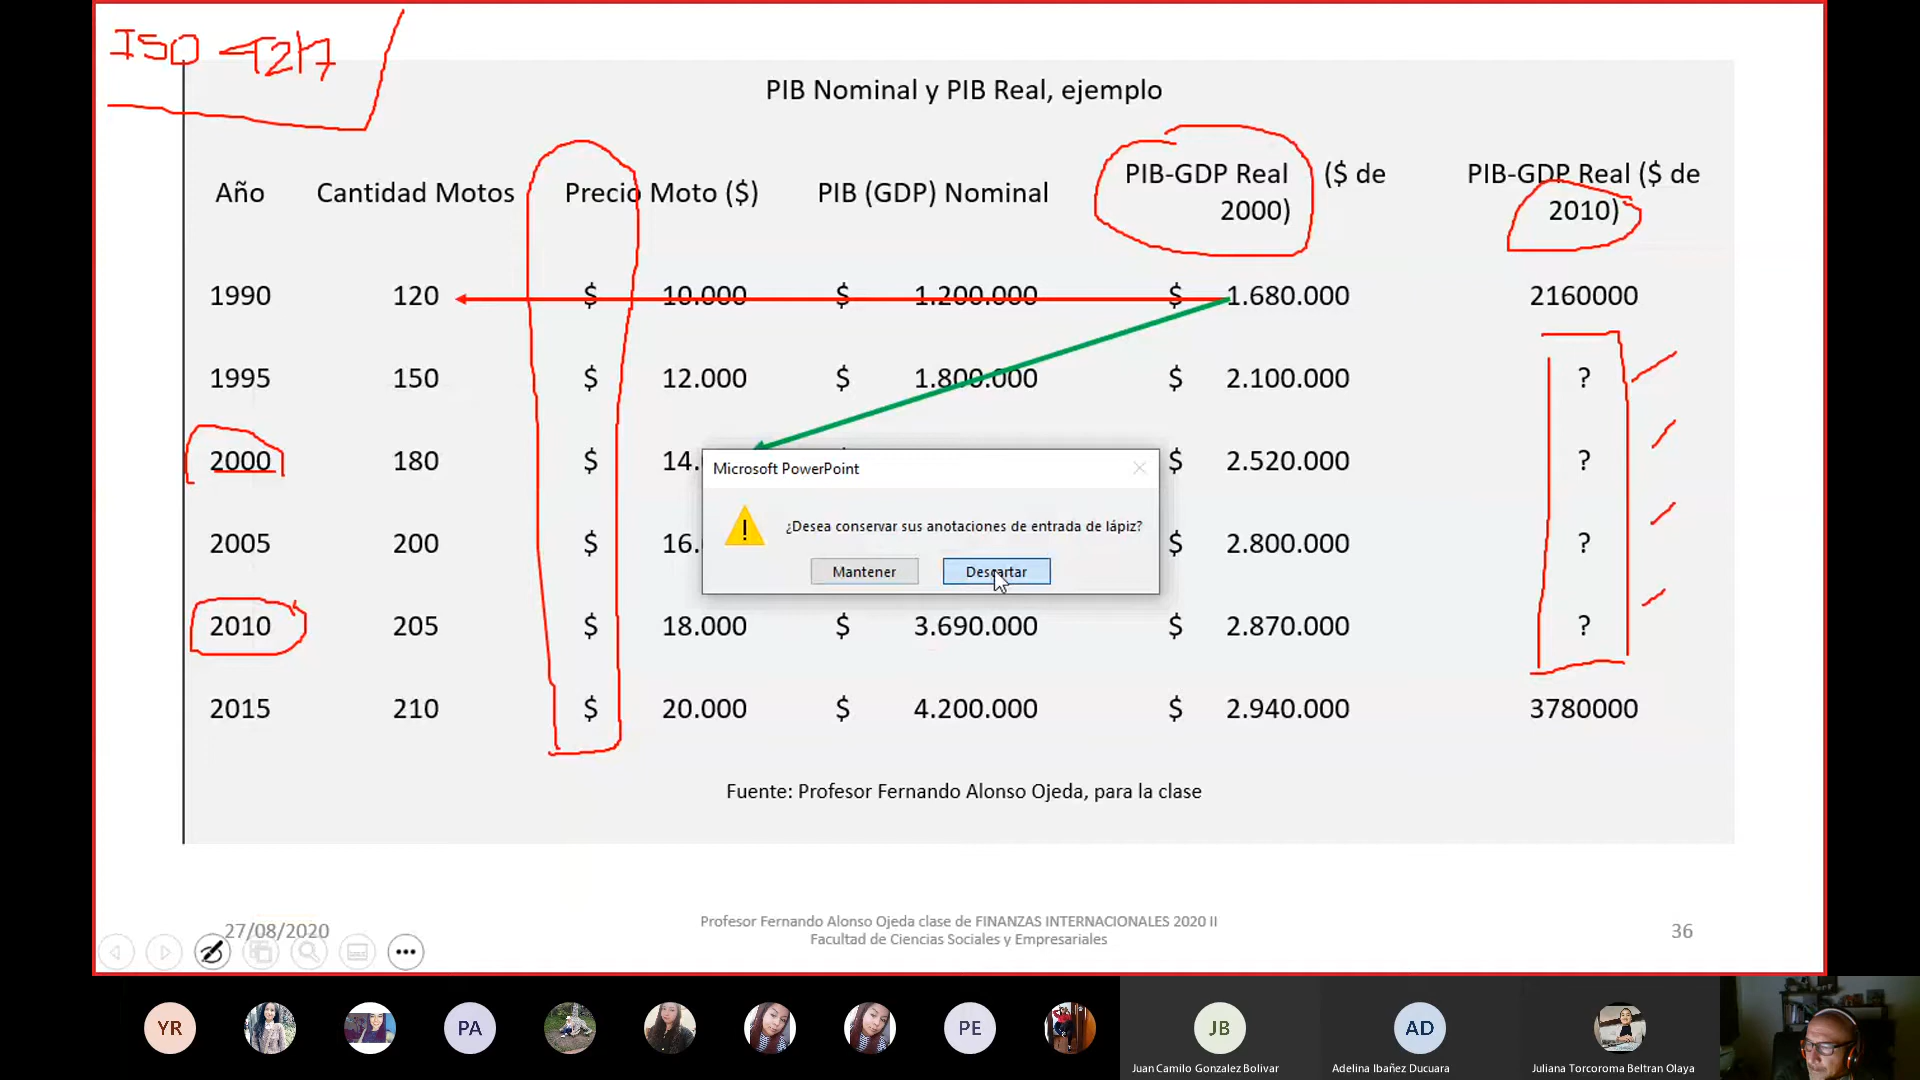 ISO 4217
PIB Nominal y PIB Real, ejemplo
Año Cantidad Motos Precio Moto ($) PIB (GDP) Nominal PIB-GDP Real ($ de 2000) PIB-GDP Real ($ de 2010)
1990 120 $ 10.000 $ 1.200.000 $ 1.680.000 2160000
1995 150 $ 12.000 $ 1.800.000 $ 2.100.000 ?
2000 180 $ 14. $ 2.520.000 ?
2005 200 $ 16. $ 2.800.000 ?
2010 205 $ 18.000 $ 3.690.000 $ 2.870.000 ?
2015 210 $ 20.000 $ 4.200.000 $ 2.940.000 3780000
Microsoft PowerPoint
¿Desea conservar sus anotaciones de entrada de lápiz?
Mantener Descartar
Fuente: Profesor Fernando Alonso Ojeda, para la clase
27/08/2020
Profesor Fernando Alonso Ojeda clase de FINANZAS INTERNACIONALES 2020 II
Facultad de Ciencias Sociales y Empresariales
36
YR PA PE JB AD
Juan Camilo Gonzalez Bolivar Adelina Ibañez Ducuara Juliana Torcoroma Beltran Olaya